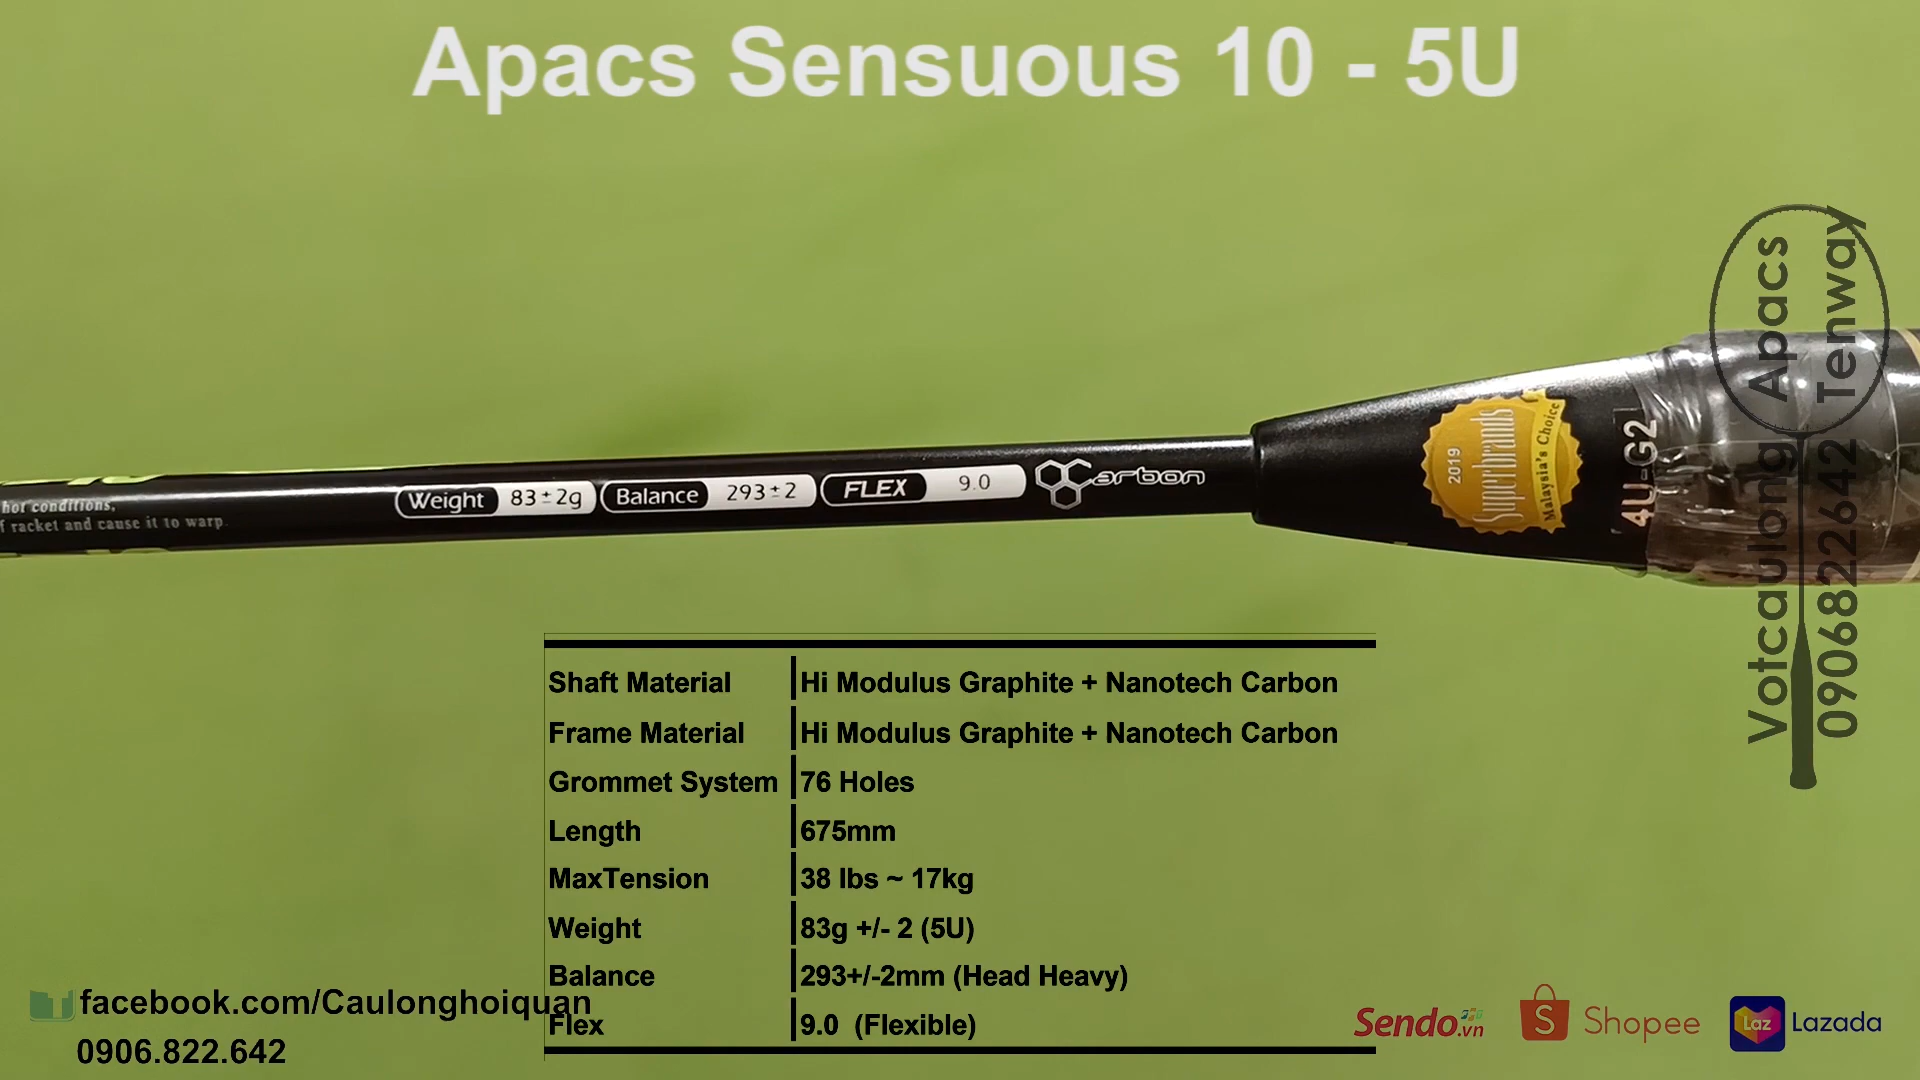 Apacs Sensuous 10 - 5U
hot conditions,
racket and cause it to warp.
Weight 83±2g Balance 293±2 FLEX 9.0 Carbon
2019
Superbrands
Malaysia's Choice
4U-G2
Votcaulong Apacs
0906822642 Tenway
Shaft Material Hi Modulus Graphite + Nanotech Carbon
Frame Material Hi Modulus Graphite + Nanotech Carbon
Grommet System 76 Holes
Length 675mm
MaxTension 38 lbs ~ 17kg
Weight 83g +/- 2 (5U)
Balance 293+/-2mm (Head Heavy)
Flex 9.0 (Flexible)
facebook.com/Caulonghoiquan
0906.822.642
Sendo.vn
S Shopee
Laz Lazada